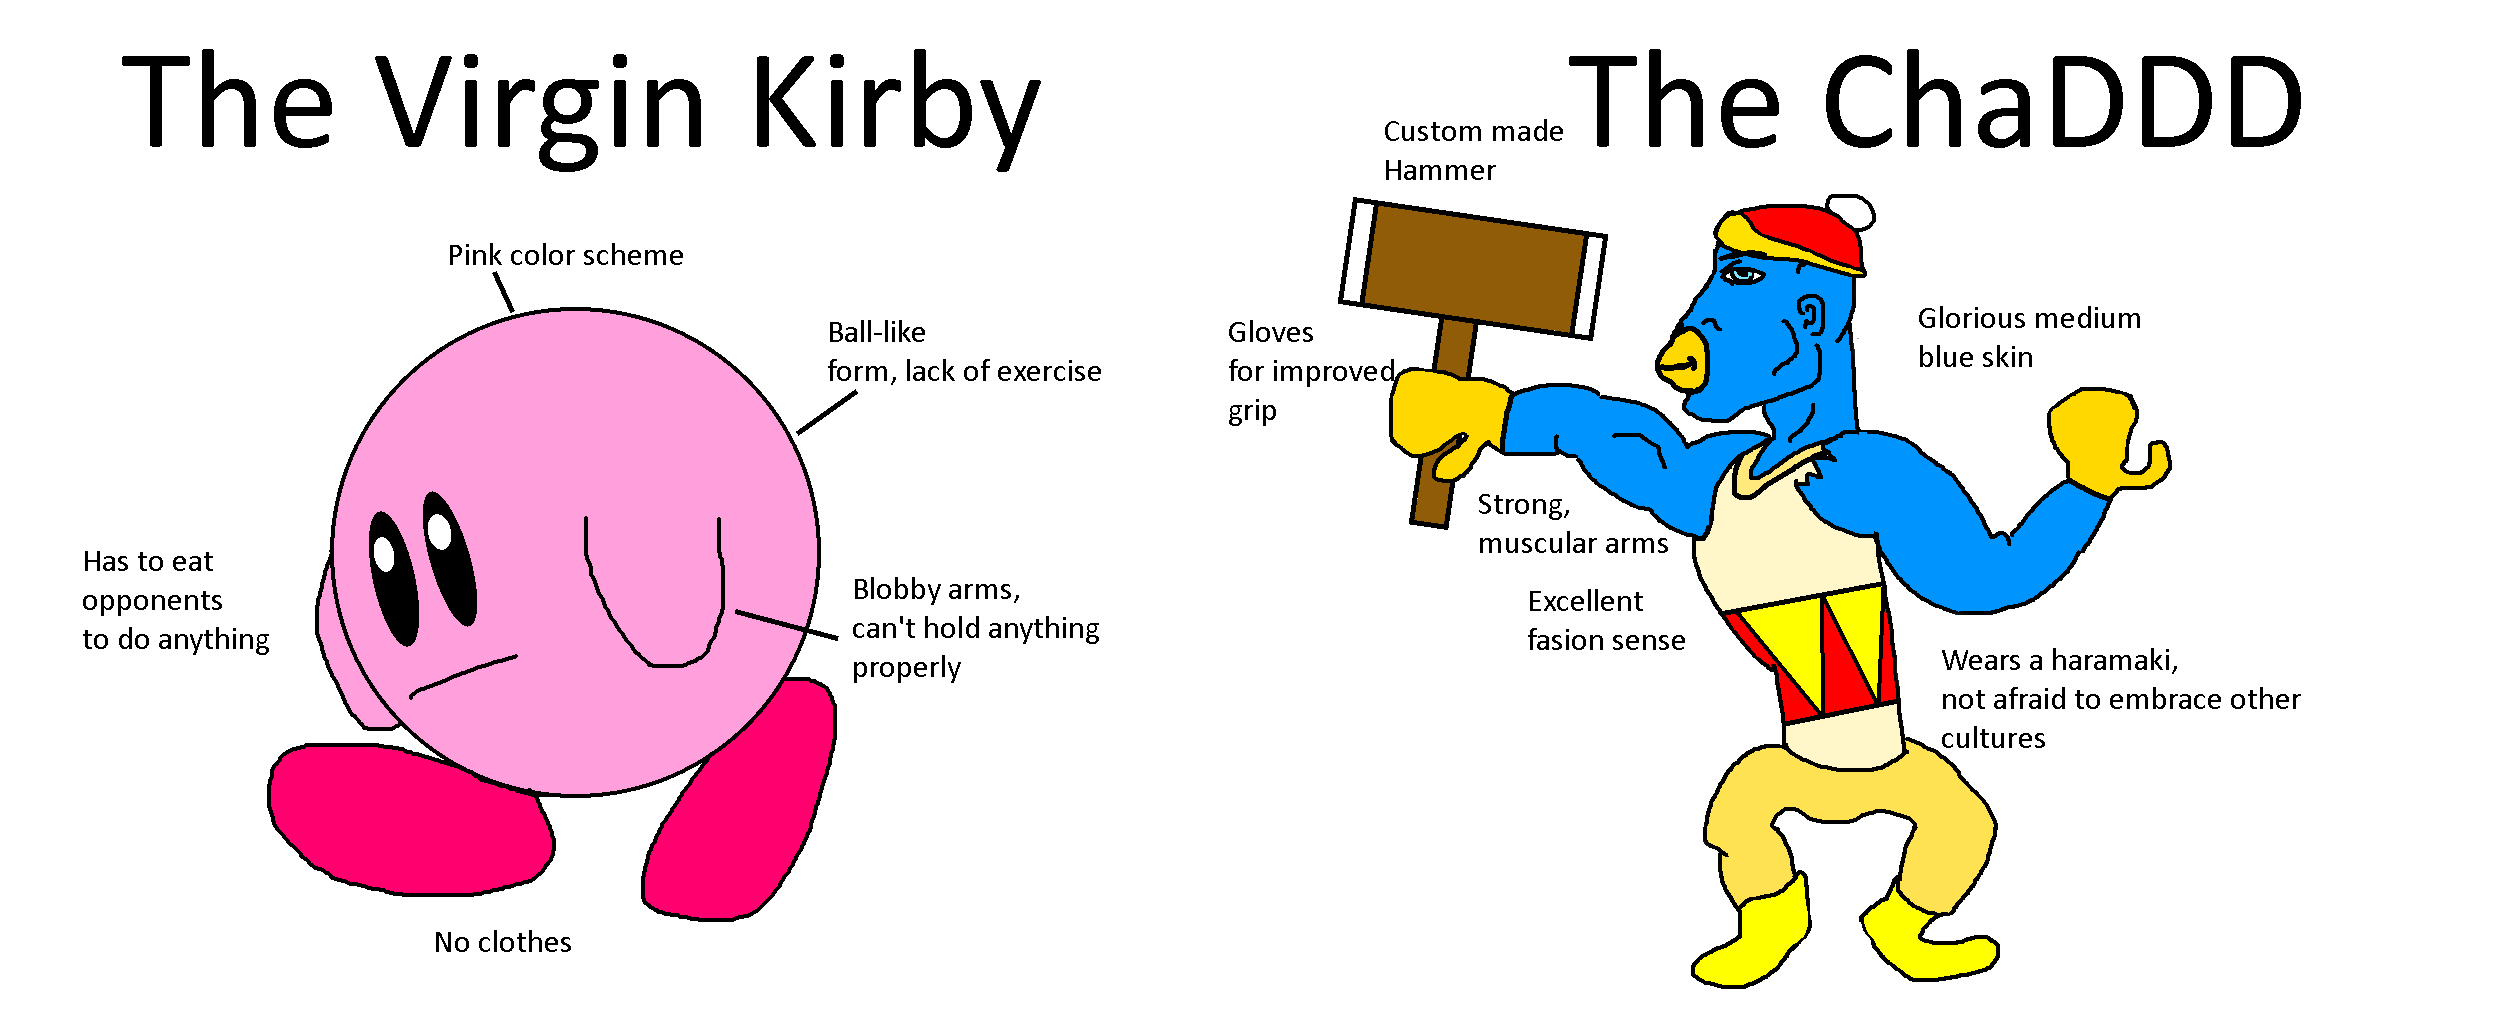 The Virgin Kirby
Pink color scheme
Ball-like
form, lack of exercise
Has to eat
opponents
to do anything
Blobby arms,
can't hold anything
properly
No clothes
The ChaDDD
Custom made
Hammer
Gloves
for improved
grip
Glorious medium
blue skin
Strong,
muscular arms
Excellent
fasion sense
Wears a haramaki,
not afraid to embrace other
cultures